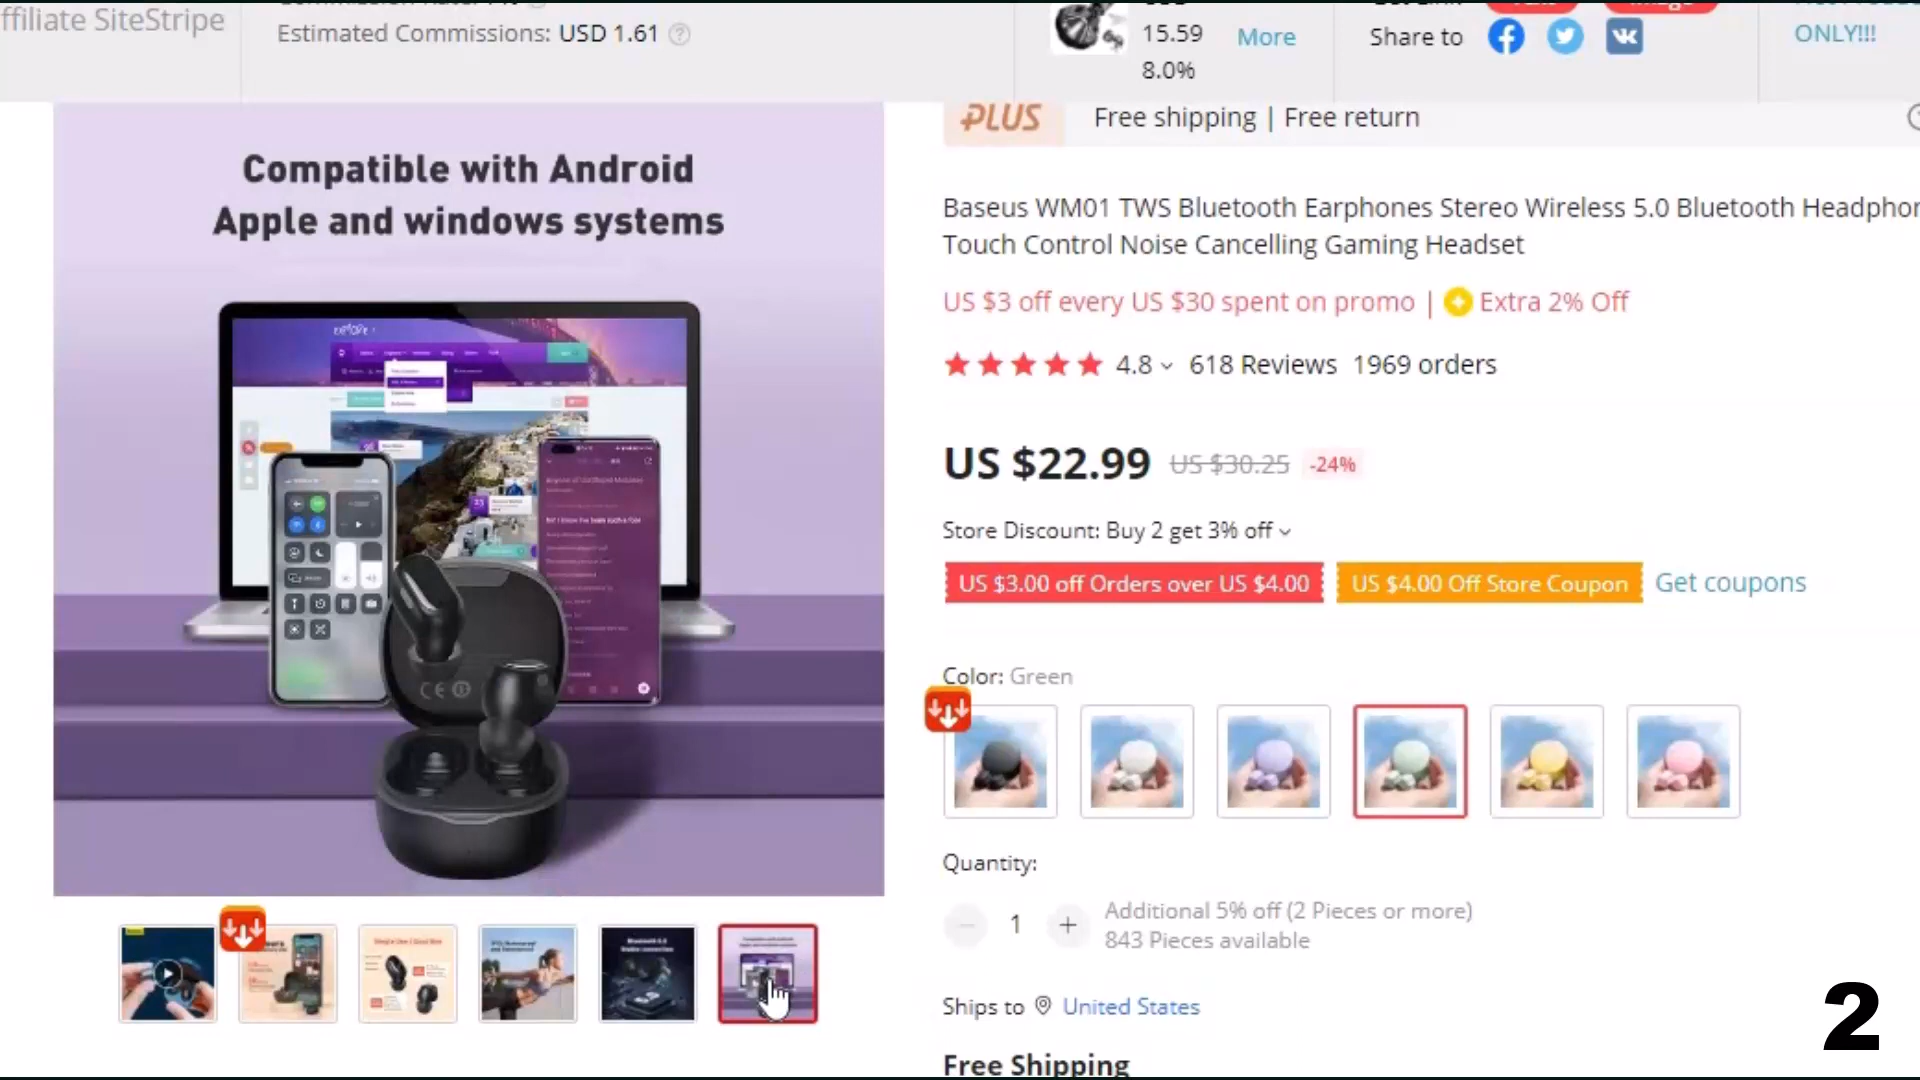 ffiliate SiteStripe
Estimated Commissions: USD 1.61
15.59
8.0%
More
Share to
ONLY!!!
PLUS
Free shipping | Free return
Compatible with Android
Apple and windows systems
Baseus WM01 TWS Bluetooth Earphones Stereo Wireless 5.0 Bluetooth Headphon
Touch Control Noise Cancelling Gaming Headset
US $3 off every US $30 spent on promo | Extra 2% Off
4.8 618 Reviews 1969 orders
US $22.99 US $30.25 -24%
Store Discount: Buy 2 get 3% off
US $3.00 off Orders over US $4.00
US $4.00 Off Store Coupon
Get coupons
Color: Green
Quantity:
1
Additional 5% off (2 Pieces or more)
843 Pieces available
Ships to United States
Free Shipping
2